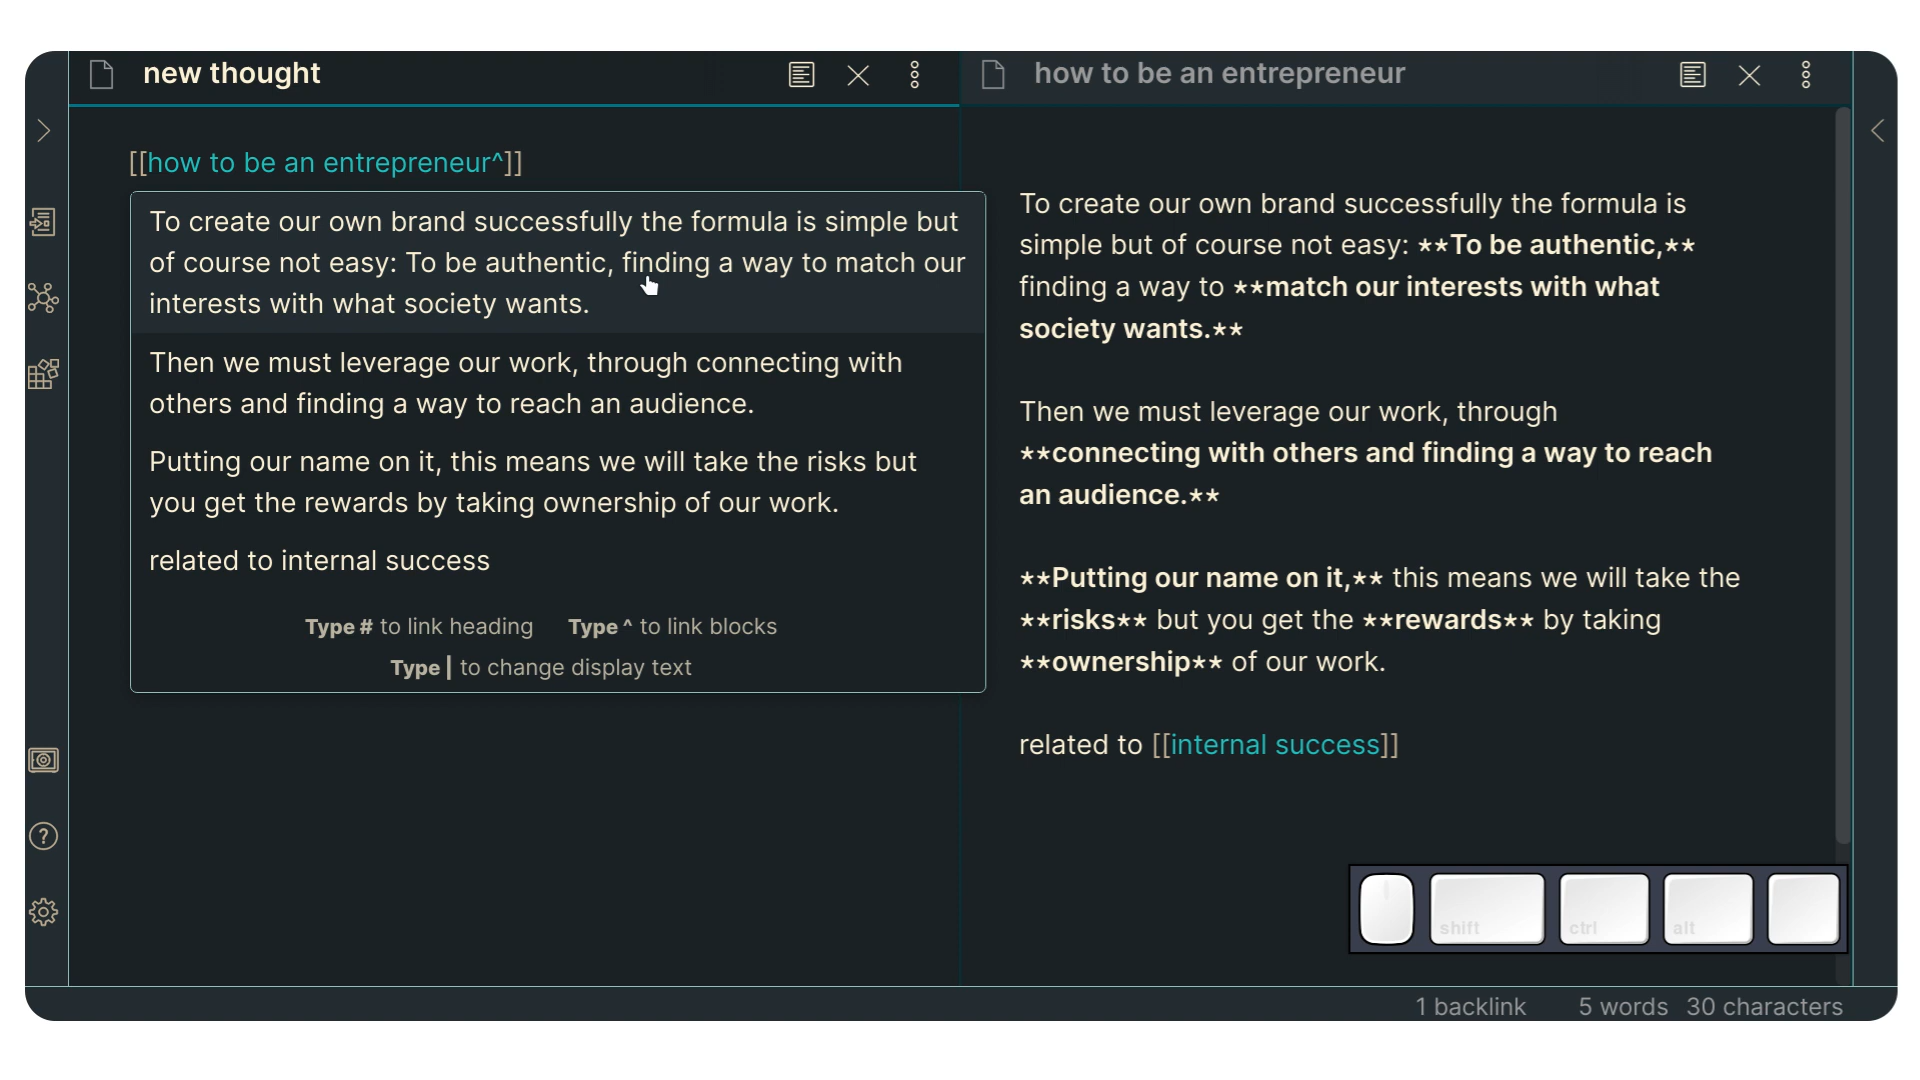 new thought
how to be an entrepreneur
[[how to be an entrepreneur^]]
To create our own brand successfully the formula is simple but
of course not easy: To be authentic, finding a way to match our
interests with what society wants.
Then we must leverage our work, through connecting with
others and finding a way to reach an audience.
Putting our name on it, this means we will take the risks but
you get the rewards by taking ownership of our work.
related to internal success
Type # to link heading Type ^ to link blocks
Type | to change display text
To create our own brand successfully the formula is
simple but of course not easy: **To be authentic,**
finding a way to **match our interests with what
society wants.**
Then we must leverage our work, through
**connecting with others and finding a way to reach
an audience.**
**Putting our name on it,** this means we will take the
**risks** but you get the **rewards** by taking
**ownership** of our work.
related to [[internal success]]
shift ctrl alt
1 backlink 5 words 30 characters